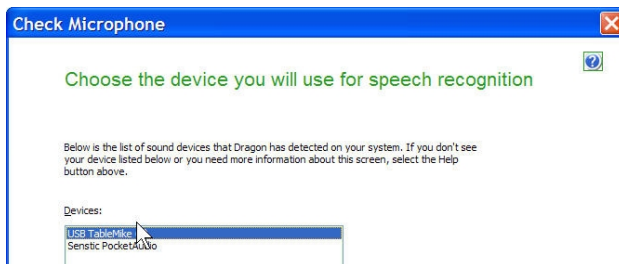 Check Microphone
Choose the device you will use for speech recognition
Below is the list of sound devices that Dragon has detected on your system. If you don't see
your device listed below or you need more information about this screen, select the Help
button above.
Devices:
USB TableMike
Senstic PocketAudio